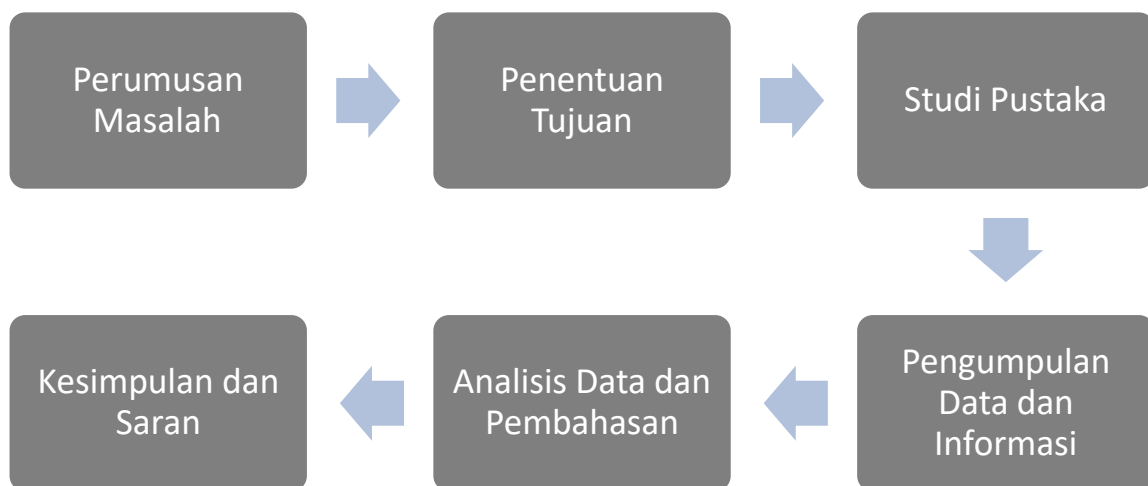 Perumusan
Masalah
Penentuan
Tujuan
Studi Pustaka
Pengumpulan
Data dan
Informasi
Analisis Data dan
Pembahasan
Kesimpulan dan
Saran